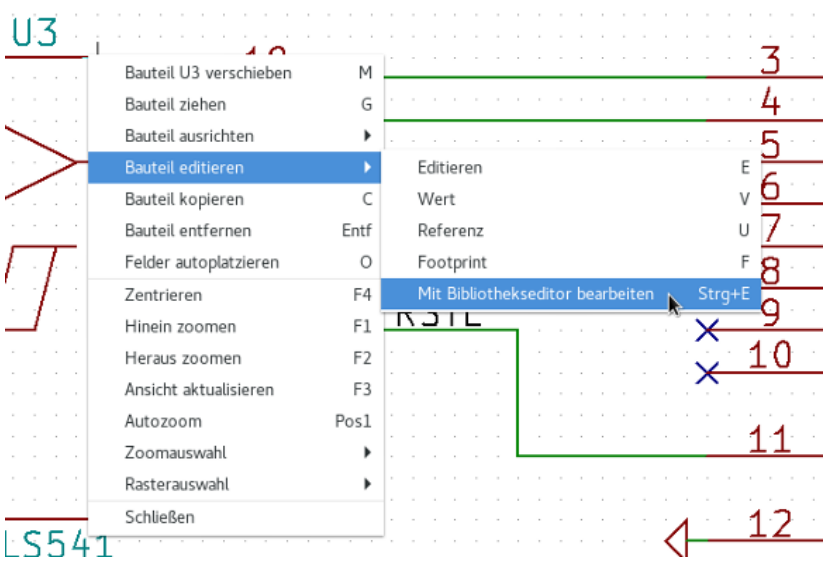 U3
Bauteil U3 verschieben M
Bauteil ziehen G
Bauteil ausrichten
Bauteil editieren
Bauteil kopieren C
Bauteil entfernen Entf
Felder autoplatzieren O
Zentrieren F4
Hinein zoomen F1
Heraus zoomen F2
Ansicht aktualisieren F3
Autozoom Pos1
Zoomauswahl
Rasterauswahl
Schließen
Editieren E
Wert V
Referenz U
Footprint F
Mit Bibliothekseditor bearbeiten Strg+E
3
4
5
6
7
8
9
10
11
12
LS541